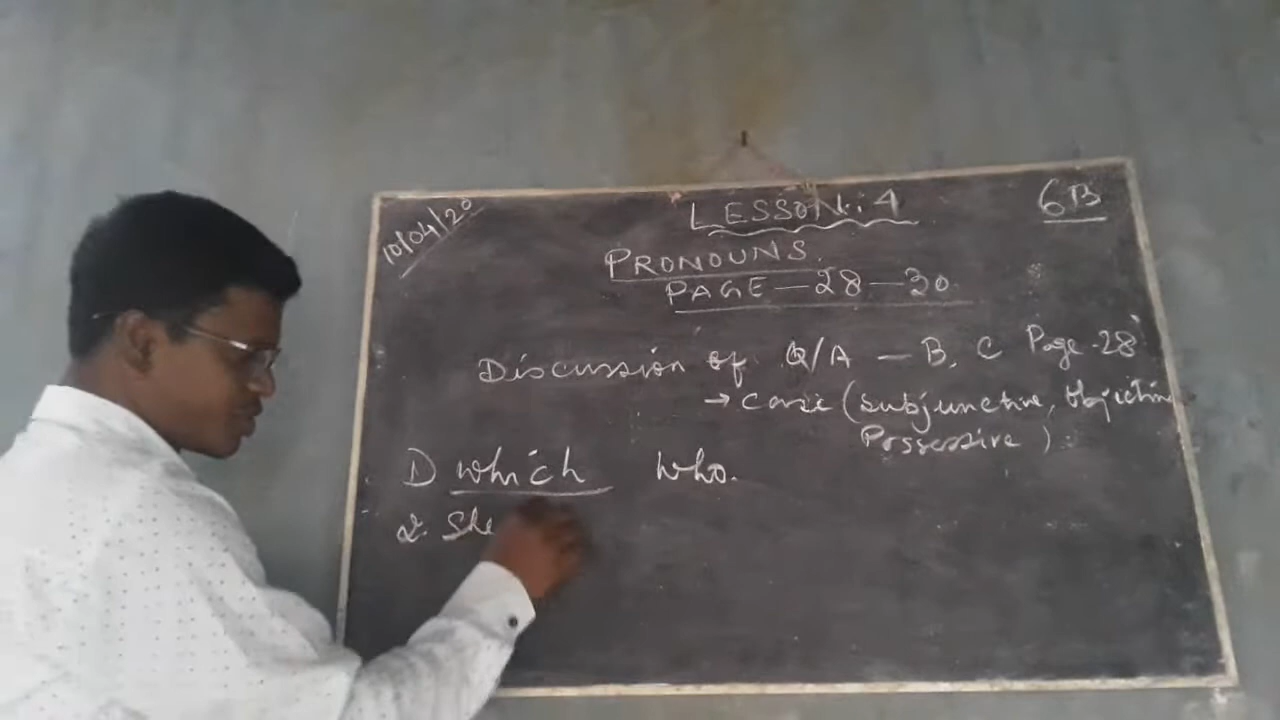 10/04/20
LESSON: 4
6B
PRONOUNS.
PAGE — 28 — 30.
Discussion of Q/A — B, C Page - 28
→ Case (Subjunctive, Objective
Possessive)
1) which who.
2. She